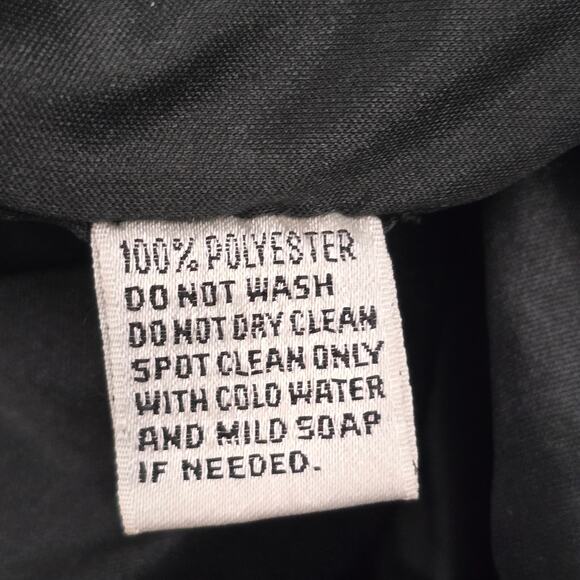 100% POLYESTER
DO NOT WASH
DO NOT DRY CLEAN
SPOT CLEAN ONLY
WITH COLD WATER
AND MILD SOAP
IF NEEDED.